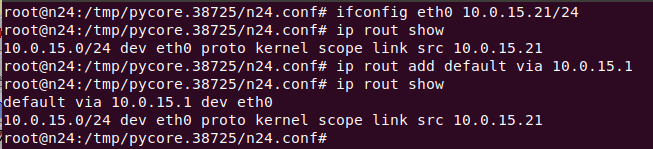 root@n24:/tmp/pycore.38725/n24.conf# ifconfig eth0 10.0.15.21/24
root@n24:/tmp/pycore.38725/n24.conf# ip rout show
10.0.15.0/24 dev eth0 proto kernel scope link src 10.0.15.21
root@n24:/tmp/pycore.38725/n24.conf# ip rout add default via 10.0.15.1
root@n24:/tmp/pycore.38725/n24.conf# ip rout show
default via 10.0.15.1 dev eth0
10.0.15.0/24 dev eth0 proto kernel scope link src 10.0.15.21
root@n24:/tmp/pycore.38725/n24.conf#